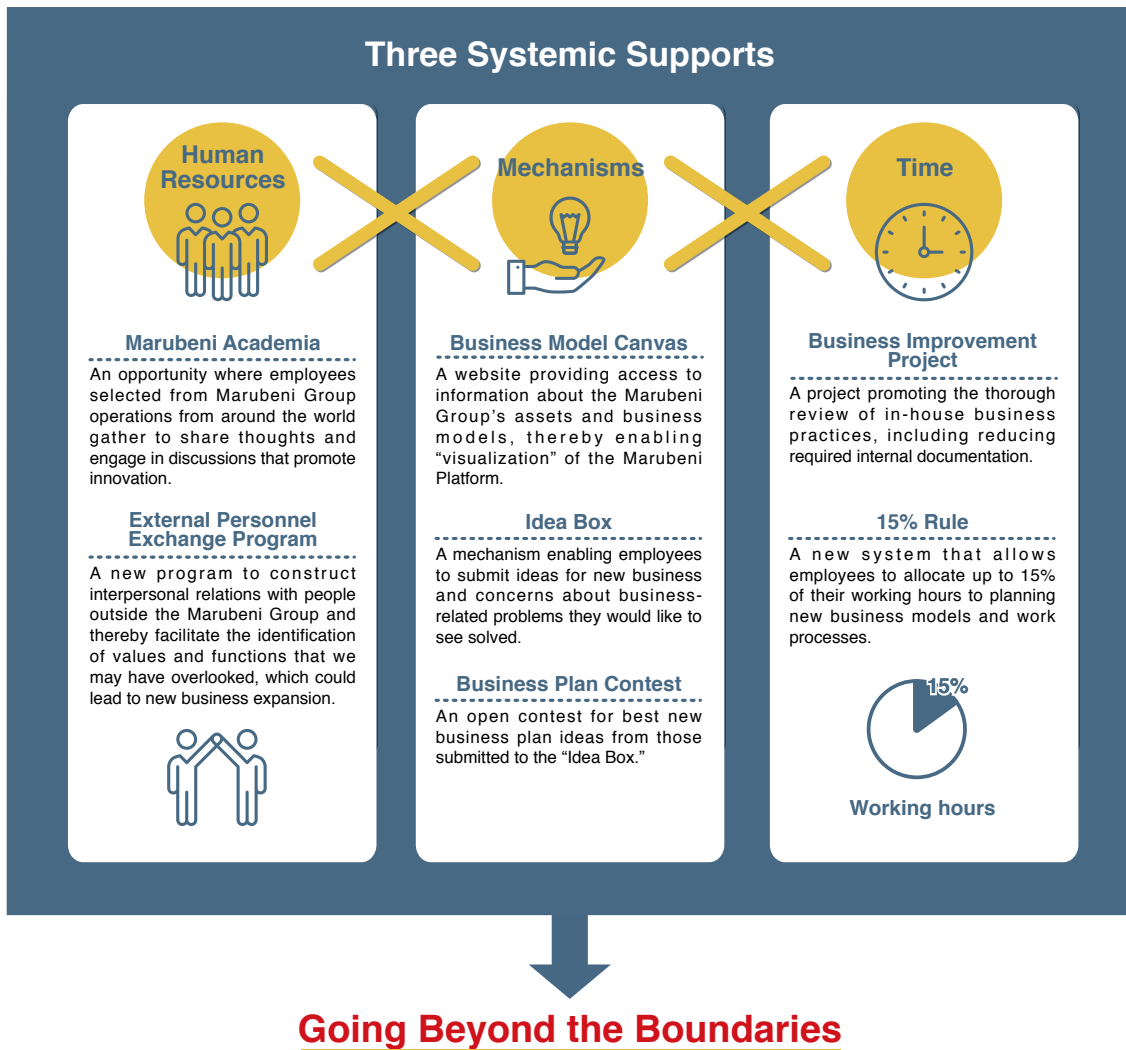 Three Systemic Supports
Human
Resources
Marubeni Academia
An opportunity where employees
selected from Marubeni Group
operations from around the world
gather to share thoughts and
engage in discussions that promote
innovation.
External Personnel
Exchange Program
A new program to construct
interpersonal relations with people
outside the Marubeni Group and
thereby facilitate the identification
of values and functions that we
may have overlooked, which could
lead to new business expansion.
Mechanisms
Business Model Canvas
A website providing access to
information about the Marubeni
Group’s assets and business
models, thereby enabling
“visualization” of the Marubeni
Platform.
Idea Box
A mechanism enabling employees
to submit ideas for new business
and concerns about business-
related problems they would like to
see solved.
Business Plan Contest
An open contest for best new
business plan ideas from those
submitted to the “Idea Box.”
Time
Business Improvement
Project
A project promoting the thorough
review of in-house business
practices, including reducing
required internal documentation.
15% Rule
A new system that allows
employees to allocate up to 15%
of their working hours to planning
new business models and work
processes.
15%
Working hours
Going Beyond the Boundaries